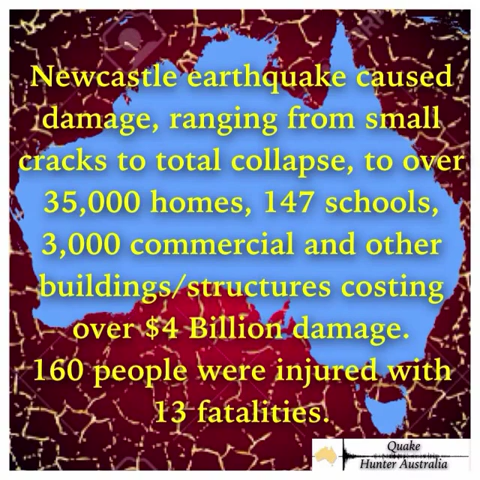 Newcastle earthquake caused
damage, ranging from small
cracks to total collapse, to over
35,000 homes, 147 schools,
3,000 commercial and other
buildings/structures costing
over $4 Billion damage.
160 people were injured with
13 fatalities.
Quake
Hunter Australia